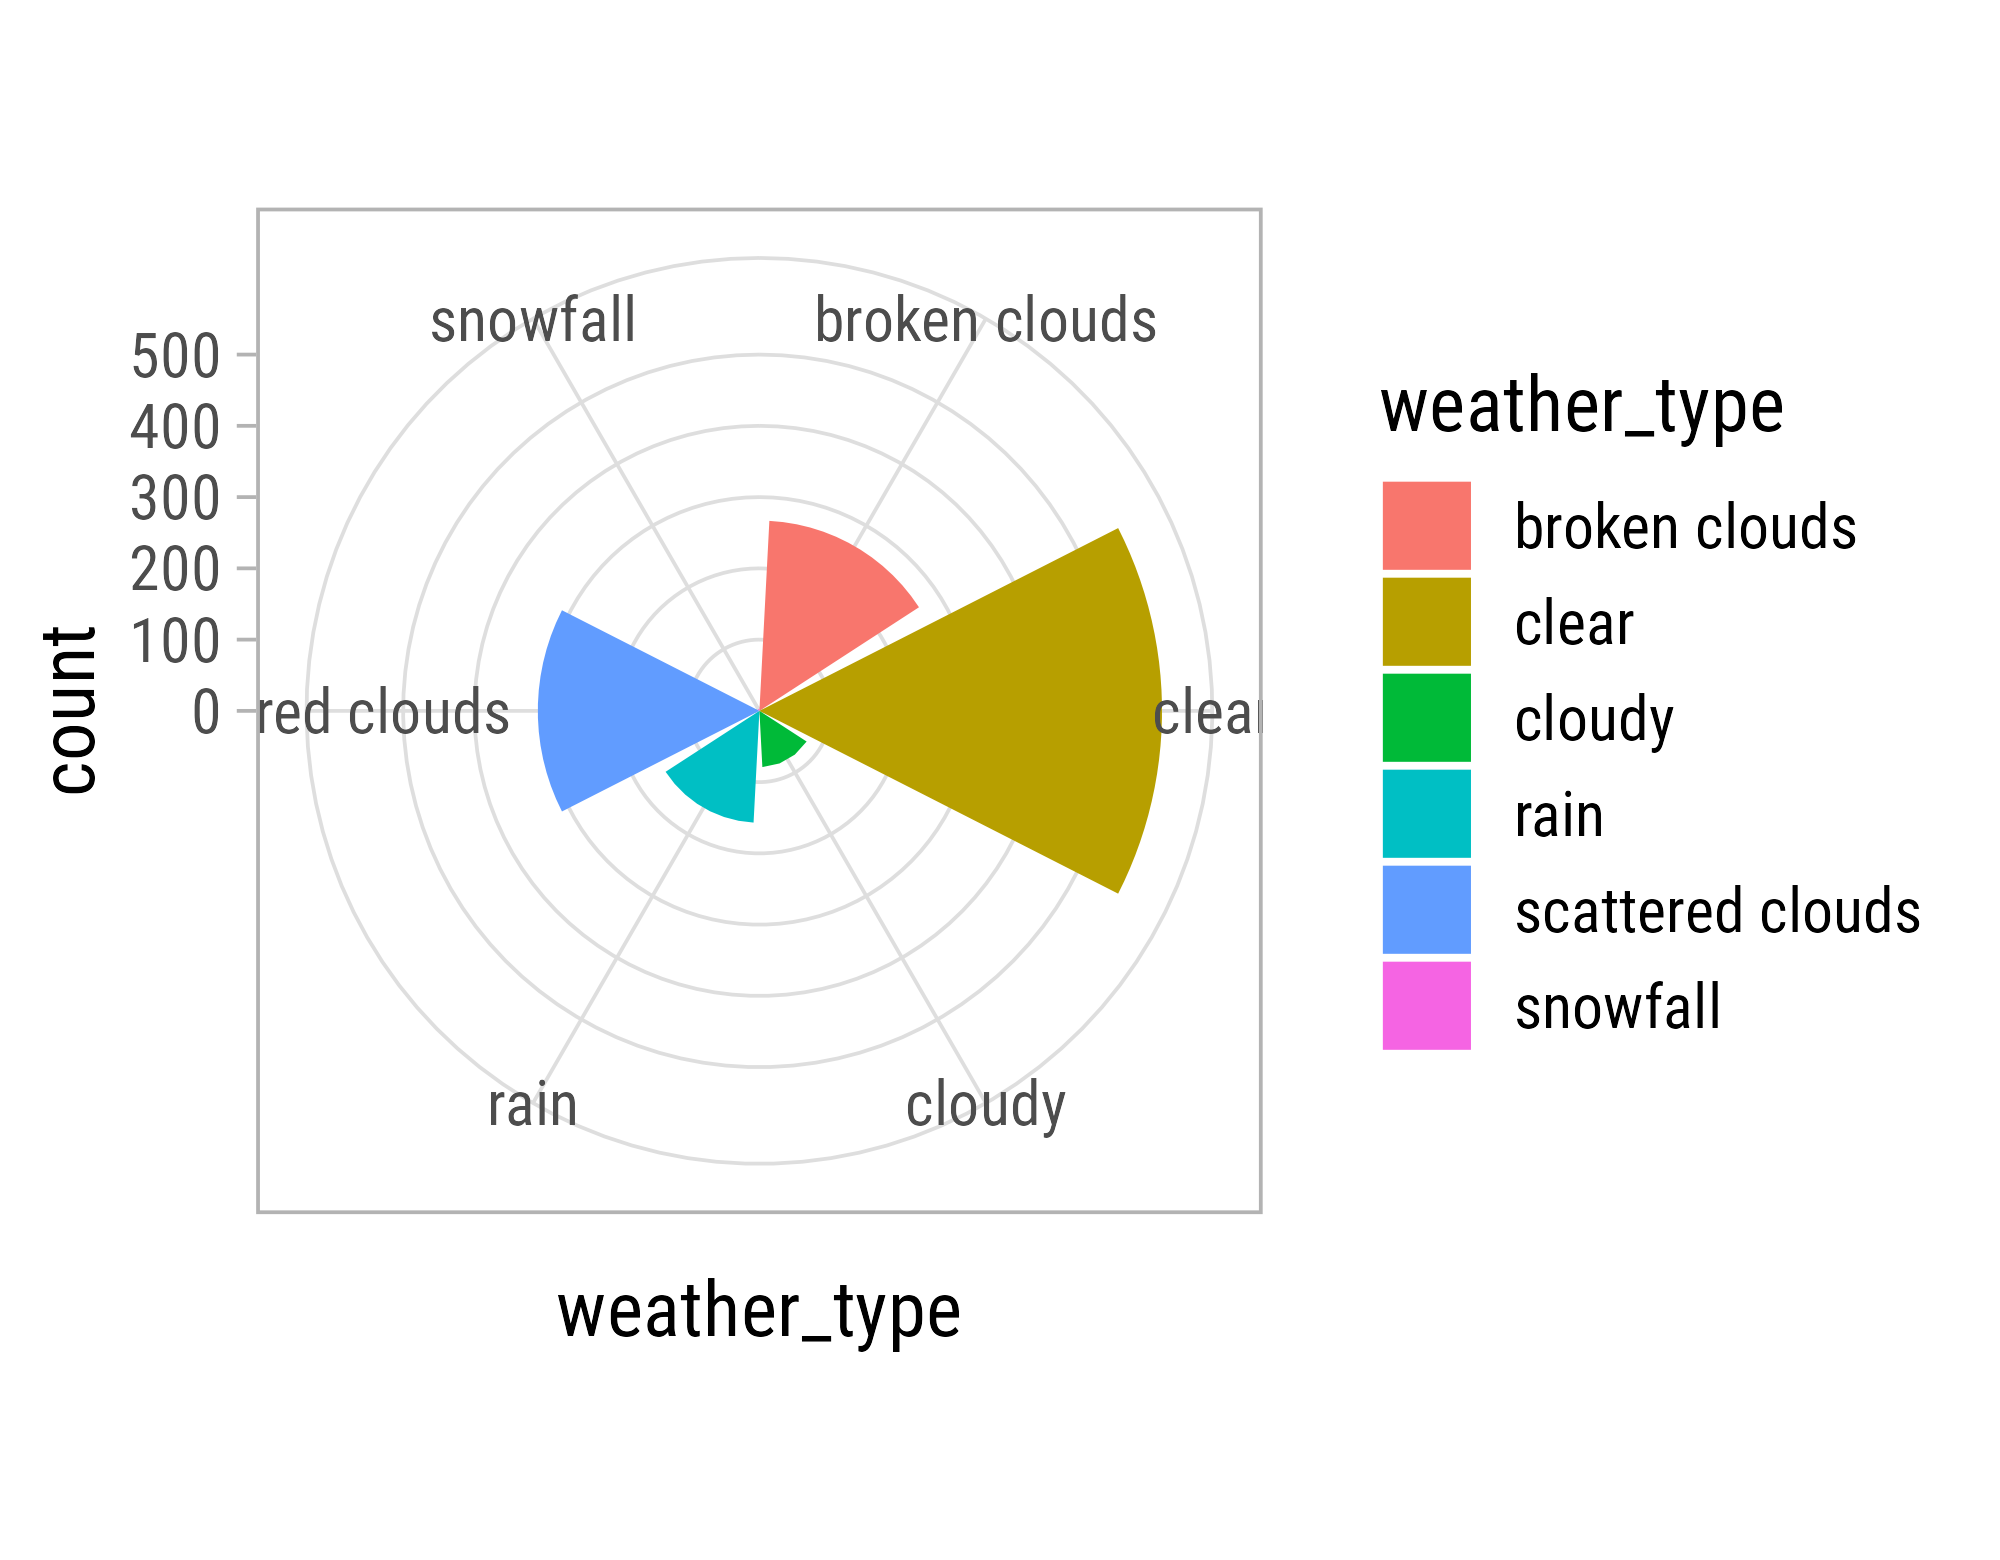 snowfall
broken clouds
500
400
300
200
100
0
count
red clouds
clear
rain
cloudy
weather_type
weather_type
broken clouds
clear
cloudy
rain
scattered clouds
snowfall